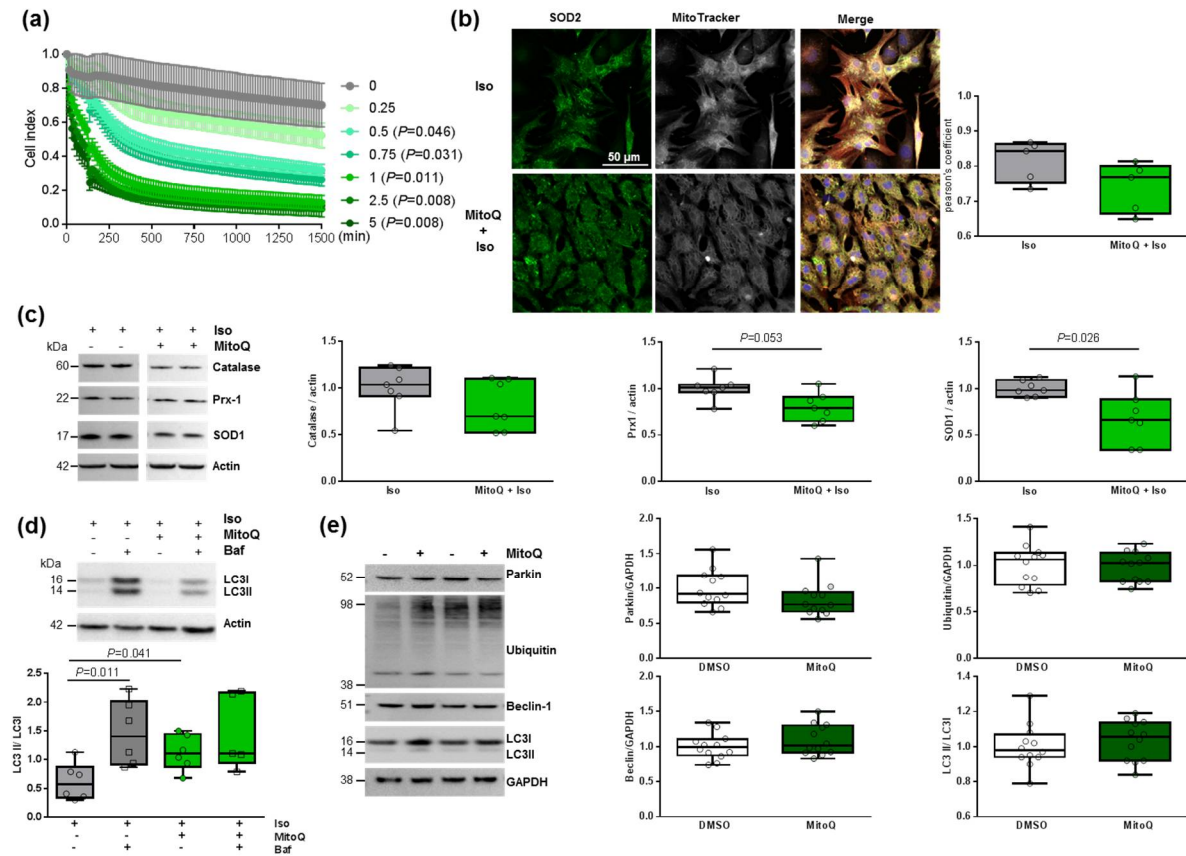 (a)
Cell index
1.0
0.8
0.6
0.4
0.2
0.0
0 250 500 750 1000 1250 1500
(min)
0
0.25
0.5 (P=0.046)
0.75 (P=0.031)
1 (P=0.011)
2.5 (P=0.008)
5 (P=0.008)
(b)
SOD2 MitoTracker Merge
Iso
50 µm
MitoQ
+
Iso
pearson's coefficient
1.0
0.9
0.8
0.7
0.6
Iso MitoQ + Iso
(c)
+ + + + Iso
kDa - - + + MitoQ
60 Catalase
22 Prx-1
17 SOD1
42 Actin
Catalase / actin
1.5
1.0
0.5
0.0
Iso MitoQ + Iso
P=0.053
Prx1 / actin
1.5
1.0
0.5
0.0
Iso MitoQ + Iso
P=0.026
SOD1 / actin
1.5
1.0
0.5
0.0
Iso MitoQ + Iso
(d)
+ + + + Iso
- - + + MitoQ
- + - + Baf
kDa
16 LC3I
14 LC3II
42 Actin
P=0.041
P=0.011
LC3 II/ LC3I
2.5
2.0
1.5
1.0
0.5
0.0
+ + + + Iso
- - + + MitoQ
- + - + Baf
(e)
- + - + MitoQ
52 Parkin
98
Ubiquitin
38
51 Beclin-1
16 LC3I
14 LC3II
38 GAPDH
Parkin/GAPDH
2.0
1.5
1.0
0.5
0.0
DMSO MitoQ
Ubiquitin/GAPDH
1.5
1.0
0.5
0.0
DMSO MitoQ
Beclin/GAPDH
2.0
1.5
1.0
0.5
0.0
DMSO MitoQ
LC3 II/ LC3I
1.4
1.2
1.0
0.8
0.6
DMSO MitoQ